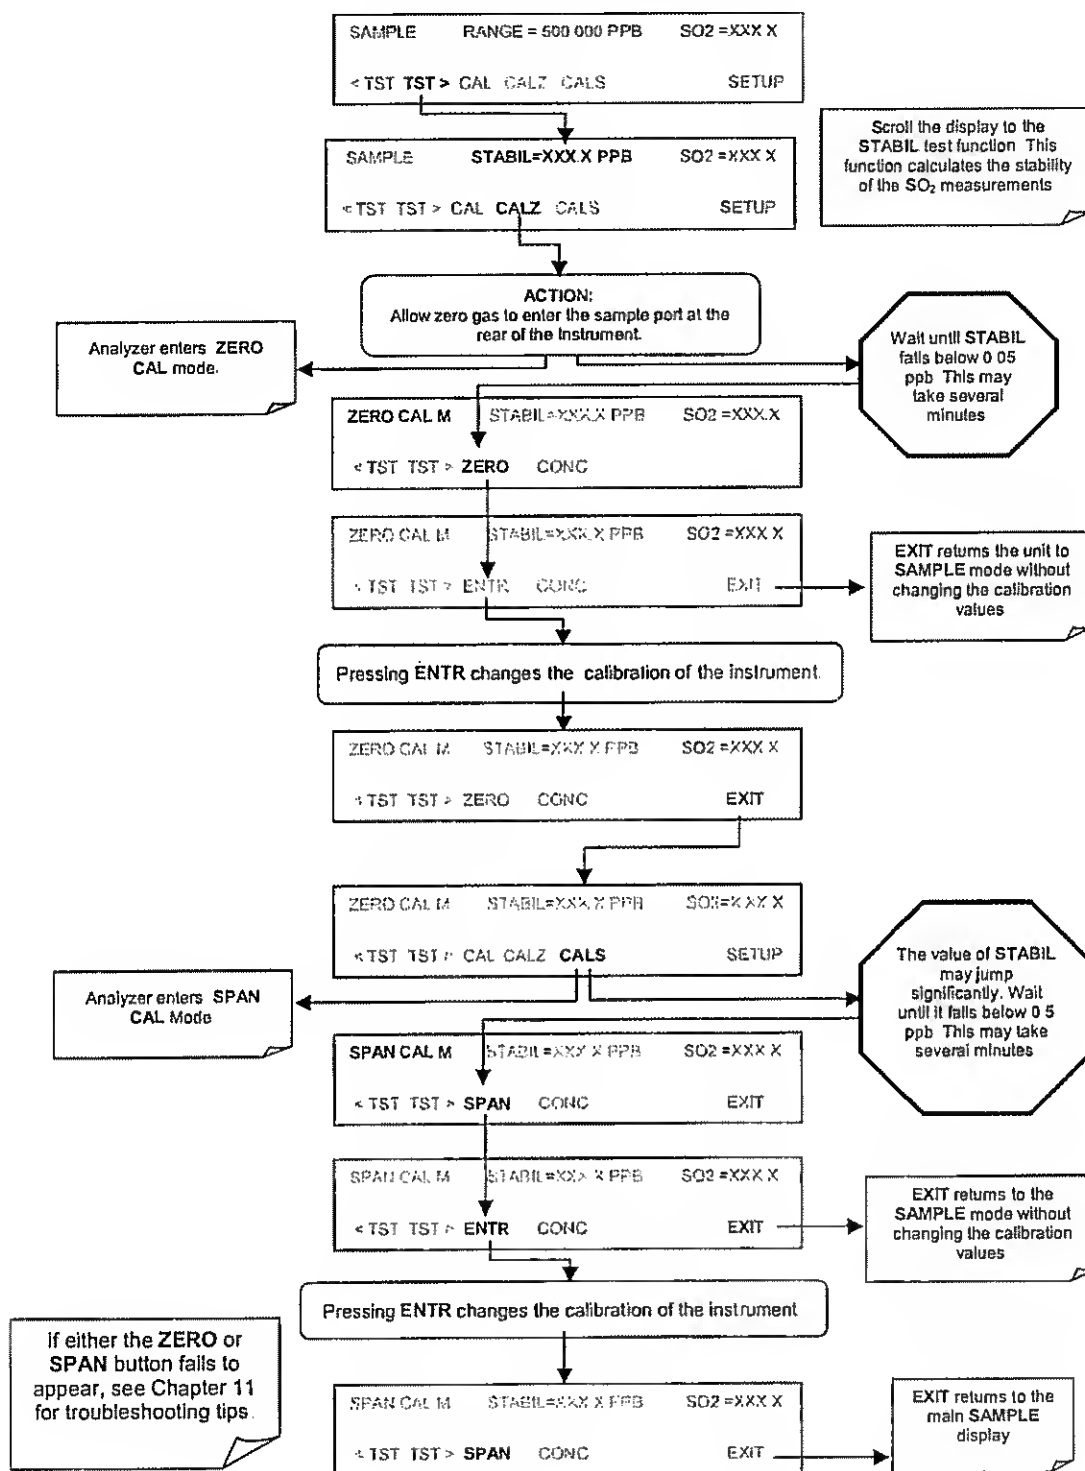 SAMPLE RANGE = 500 000 PPB SO2 =XXX X
< TST TST > CAL CALZ CALS SETUP
Scroll the display to the
STABIL test function This
function calculates the stability
of the SO₂ measurements
SAMPLE STABIL=XXX.X PPB SO2 =XXX X
< TST TST > CAL CALZ CALS SETUP
ACTION:
Allow zero gas to enter the sample port at the
rear of the Instrument.
Analyzer enters ZERO
CAL mode.
Wait until STABIL
falls below 0 05
ppb This may
take several
minutes
ZERO CAL M STABIL=XXX.X PPB SO2 =XXX.X
< TST TST > ZERO CONC
ZERO CAL M STABIL=XXX.X PPB SO2 =XXX X
< TST TST > ENTR CONC EXIT
EXIT returns the unit to
SAMPLE mode without
changing the calibration
values
Pressing ENTR changes the calibration of the instrument
ZERO CAL M STABIL=XXX X PPB SO2 =XXX X
< TST TST > ZERO CONC EXIT
ZERO CAL M STABIL=XXX.X PPB SO2=XXX X
< TST TST > CAL CALZ CALS SETUP
Analyzer enters SPAN
CAL Mode
The value of STABIL
may jump
significantly. Wait
until it falls below 0 5
ppb This may take
several minutes
SPAN CAL M STABIL=XXX X PPB SO2 =XXX X
< TST TST > SPAN CONC EXIT
SPAN CAL M STABIL=XXX X PPB SO2 =XXX X
< TST TST > ENTR CONC EXIT
EXIT returns to the
SAMPLE mode without
changing the calibration
values
Pressing ENTR changes the calibration of the instrument
If either the ZERO or
SPAN button fails to
appear, see Chapter 11
for troubleshooting tips.
SPAN CAL M STABIL=XXX X PPB SO2 =XXX X
< TST TST > SPAN CONC EXIT
EXIT returns to the
main SAMPLE
display